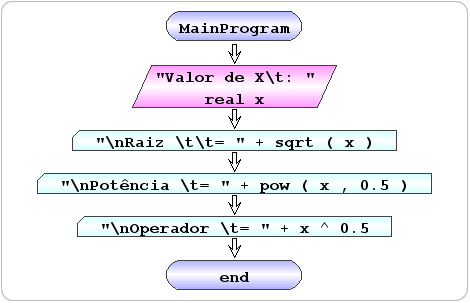 MainProgram
"Valor de X\t: "
real x
"\nRaiz \t\t= " + sqrt ( x )
"\nPotência \t= " + pow ( x , 0.5 )
"\nOperador \t= " + x ^ 0.5
end